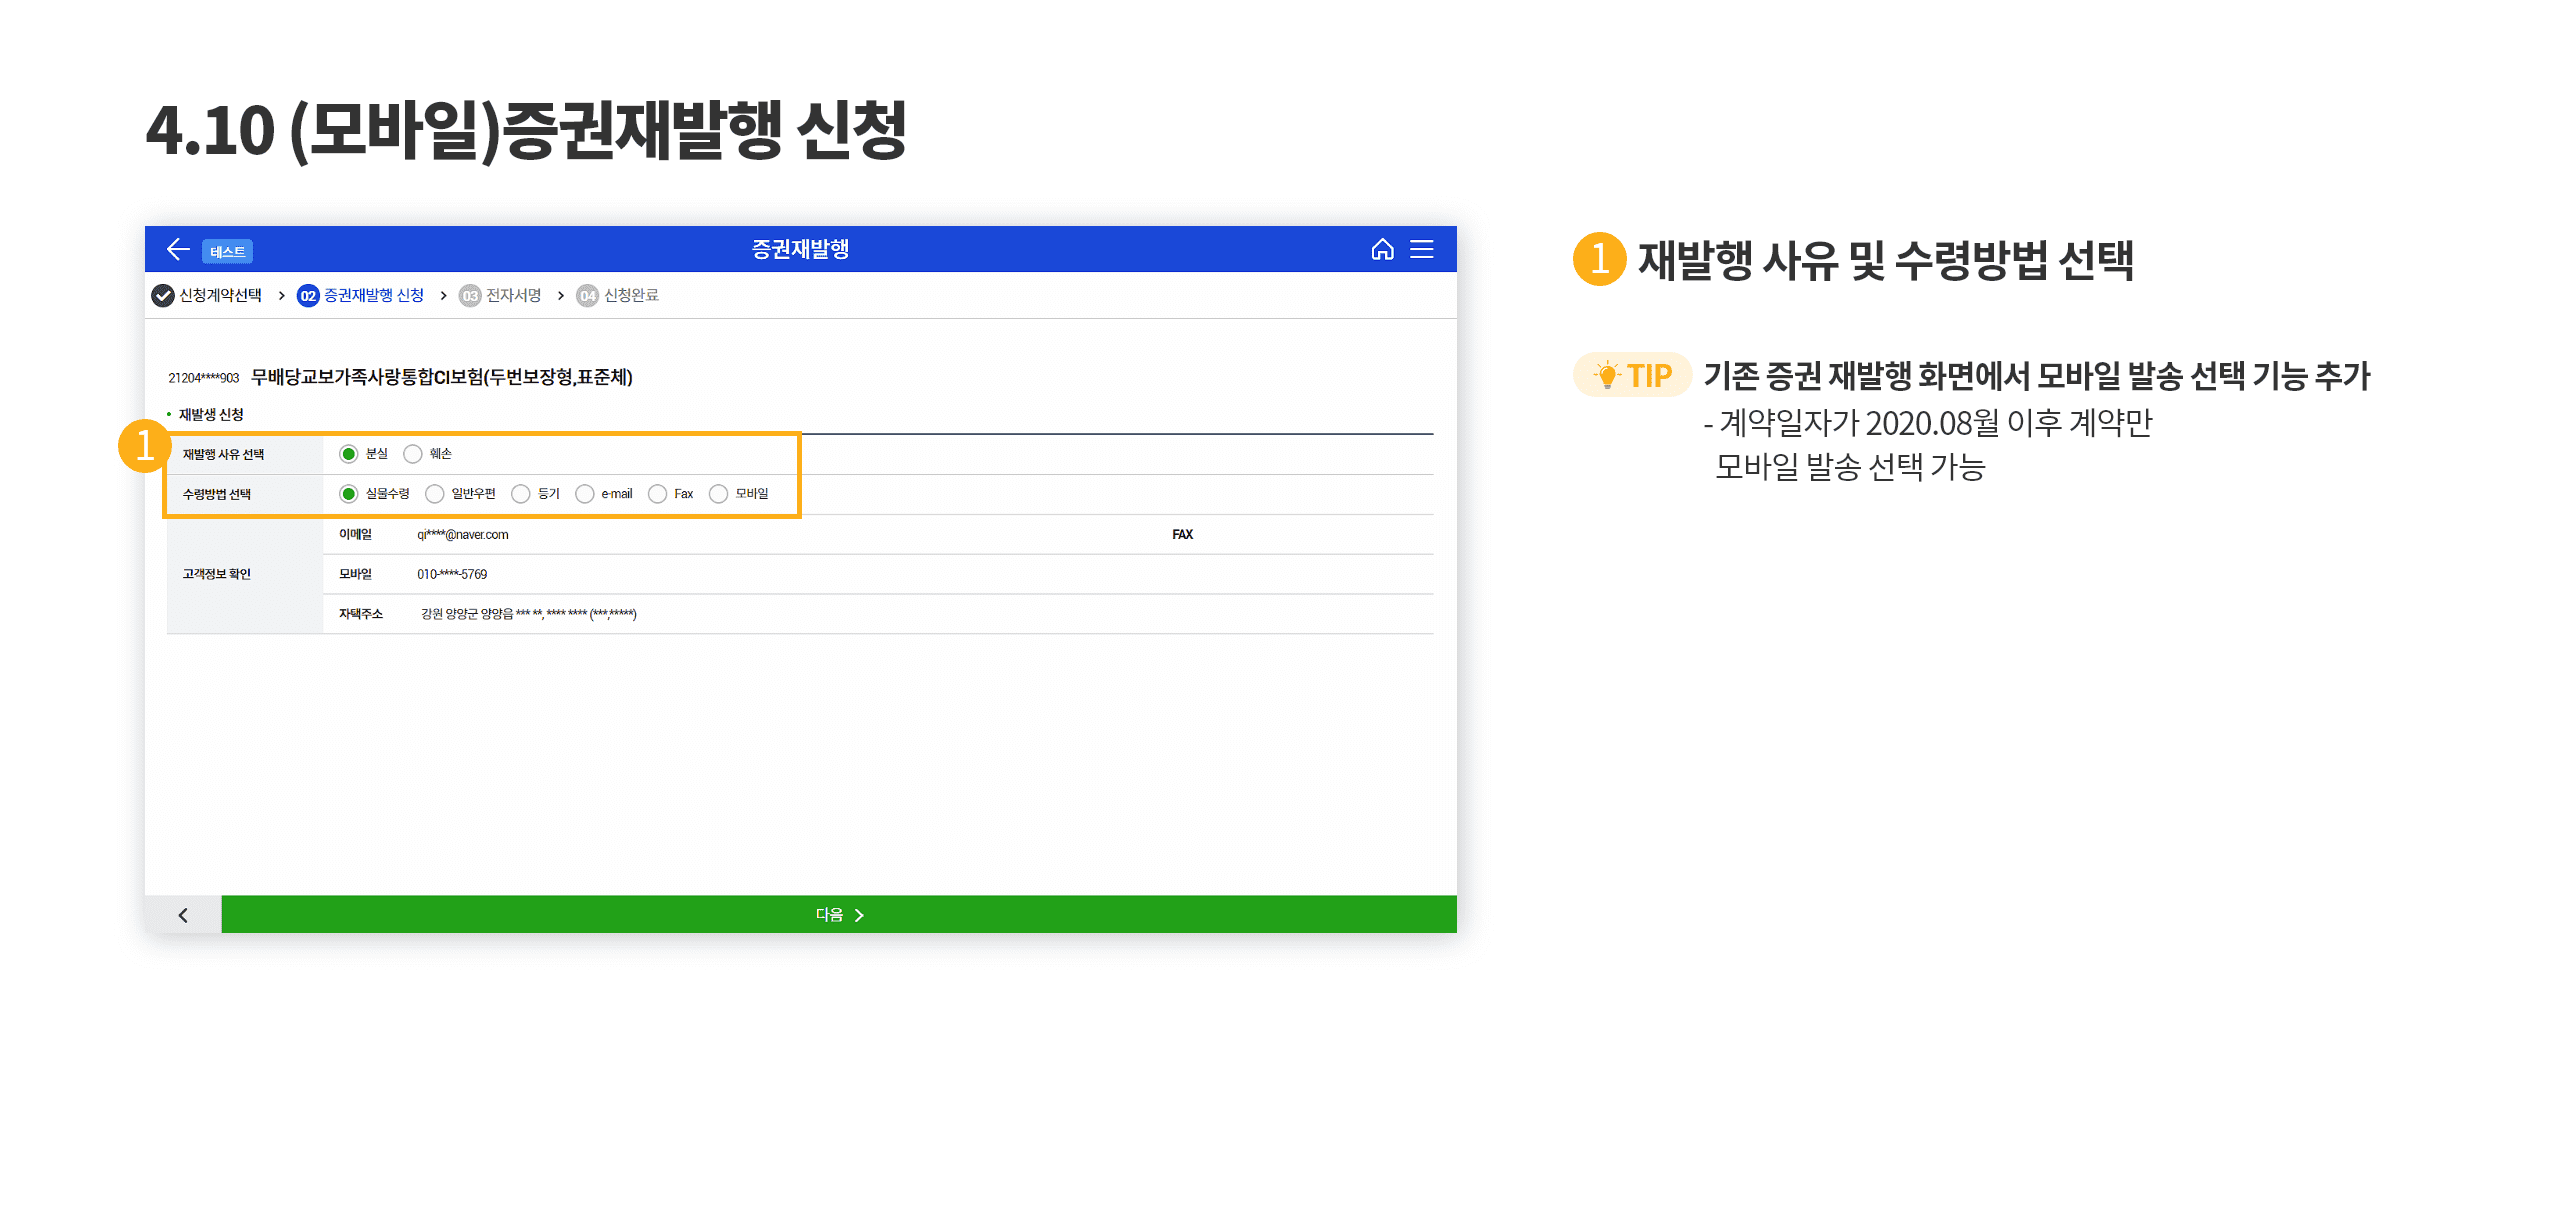 4.10 (모바일)증권재발행 신청
테스트
증권재발행
신청계약선택 > 02 증권재발행 신청 > 03 전자서명 > 04 신청완료
21204****903 무배당교보가족사랑통합CI보험(두번보장형,표준체)
• 재발생 신청
1
재발행 사유 선택 분실 훼손
수령방법 선택 실물수령 일반우편 등기 e-mail Fax 모바일
고객정보 확인
이메일 qi****@naver.com FAX
모바일 010-****-5769
자택주소 강원 양양군 양양읍 *** **, **** **** (***,*****)
다음 >
1 재발행 사유 및 수령방법 선택
TIP 기존 증권 재발행 화면에서 모바일 발송 선택 기능 추가
- 계약일자가 2020.08월 이후 계약만
모바일 발송 선택 가능